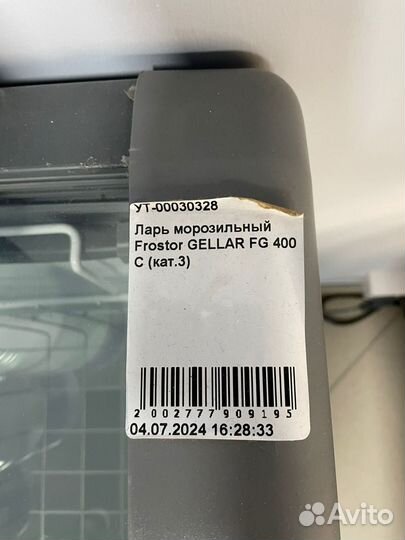 УТ-00030328
Ларь морозильный
Frostor GELLAR FG 400
С (кат.3)
2002777909195
04.07.2024 16:28:33
Avito